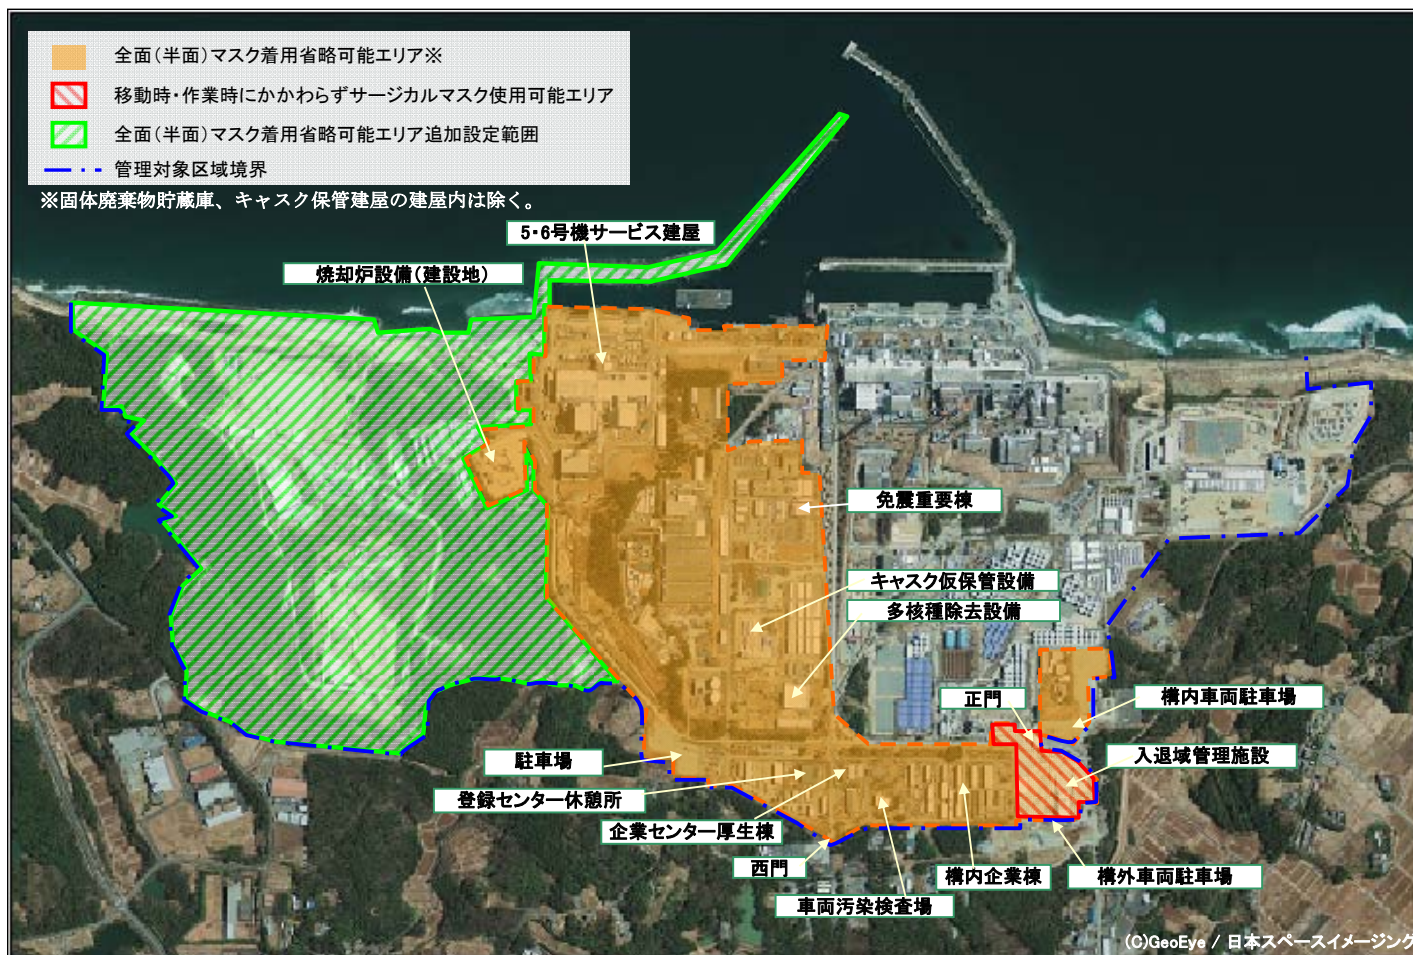 全面(半面)マスク着用省略可能エリア※
移動時・作業時にかかわらずサージカルマスク使用可能エリア
全面(半面)マスク着用省略可能エリア追加設定範囲
管理対象区域境界
※固体廃棄物貯蔵庫、キャスク保管建屋の建屋内は除く。
5・6号機サービス建屋
焼却炉設備(建設地)
免震重要棟
キャスク仮保管設備
多核種除去設備
正門
構内車両駐車場
駐車場
入退域管理施設
登録センター休憩所
企業センター厚生棟
西門
構内企業棟
構外車両駐車場
車両汚染検査場
(C)GeoEye / 日本スペースイメージング